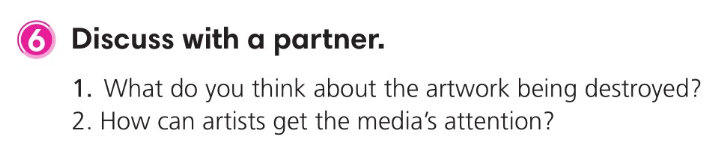 6 Discuss with a partner.
1. What do you think about the artwork being destroyed?
2. How can artists get the media's attention?